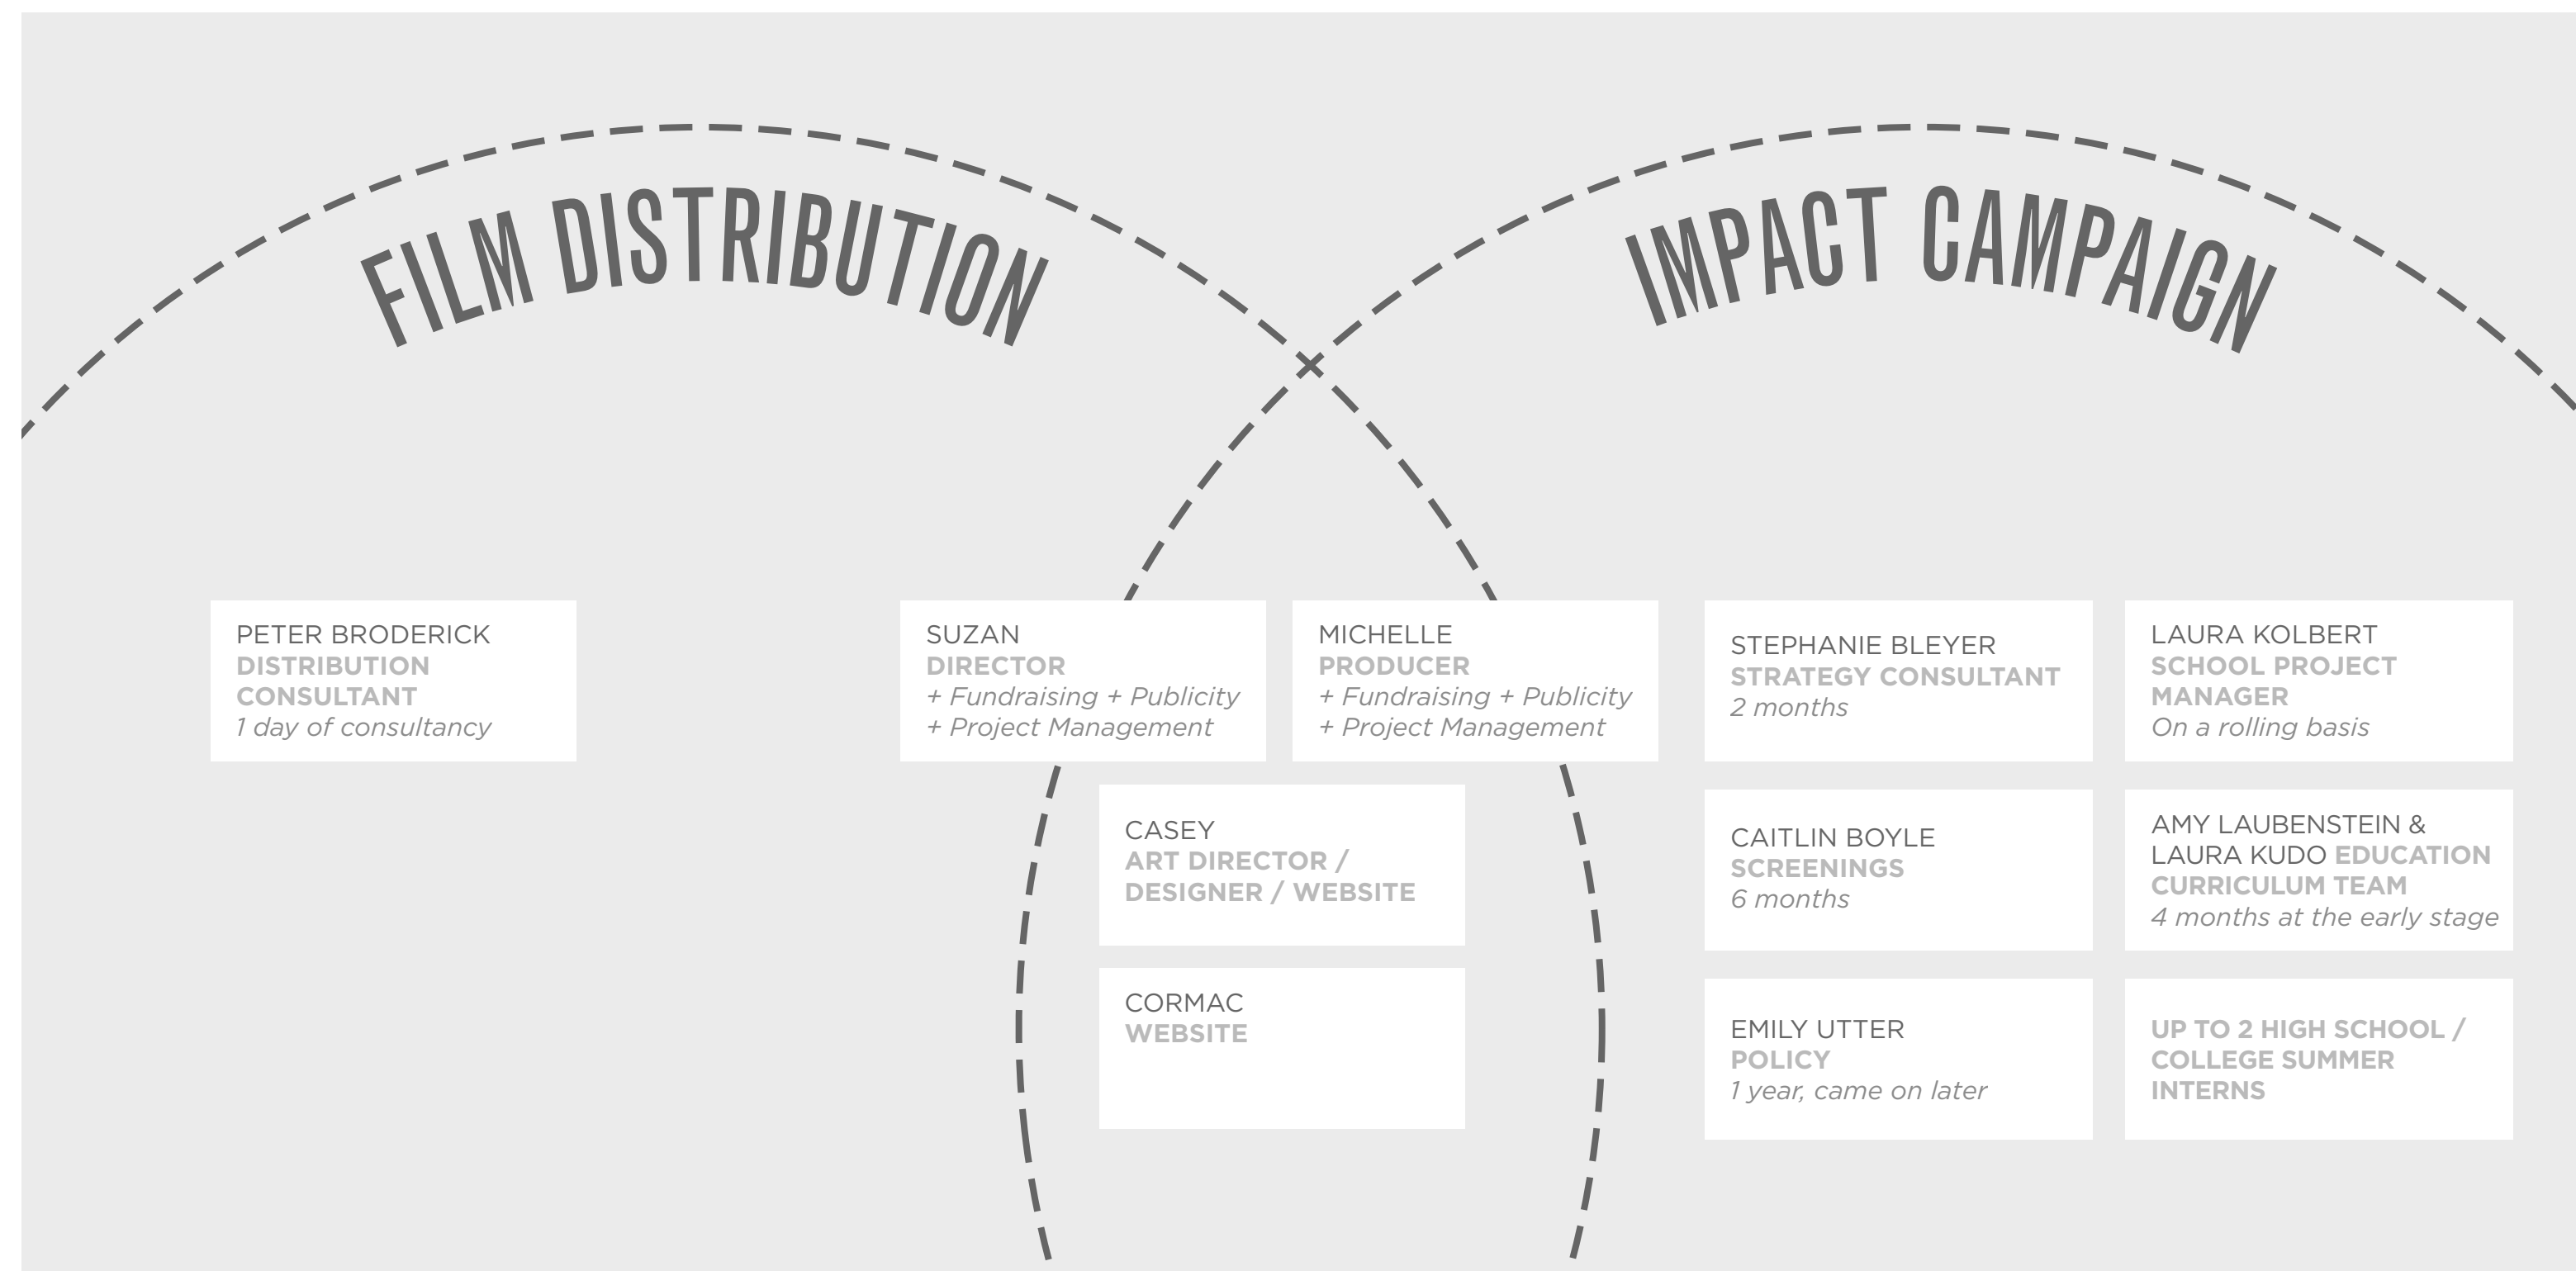 FILM DISTRIBUTION
IMPACT CAMPAIGN
PETER BRODERICK
DISTRIBUTION
CONSULTANT
1 day of consultancy
SUZAN
DIRECTOR
+ Fundraising + Publicity
+ Project Management
MICHELLE
PRODUCER
+ Fundraising + Publicity
+ Project Management
CASEY
ART DIRECTOR /
DESIGNER / WEBSITE
CORMAC
WEBSITE
STEPHANIE BLEYER
STRATEGY CONSULTANT
2 months
LAURA KOLBERT
SCHOOL PROJECT
MANAGER
On a rolling basis
CAITLIN BOYLE
SCREENINGS
6 months
AMY LAUBENSTEIN &
LAURA KUDO EDUCATION
CURRICULUM TEAM
4 months at the early stage
EMILY UTTER
POLICY
1 year, came on later
UP TO 2 HIGH SCHOOL /
COLLEGE SUMMER
INTERNS